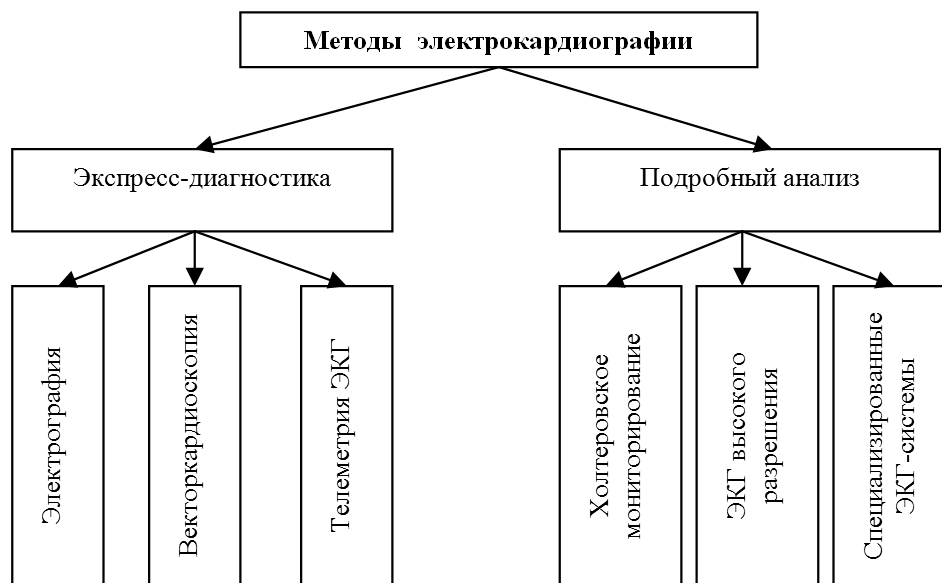 Методы электрокардиографии
Экспресс-диагностика
Подробный анализ
Электрография
Векторкардиоскопия
Телеметрия ЭКГ
Холтеровское
мониторирование
ЭКГ высокого
разрешения
Специализированные
ЭКГ-системы